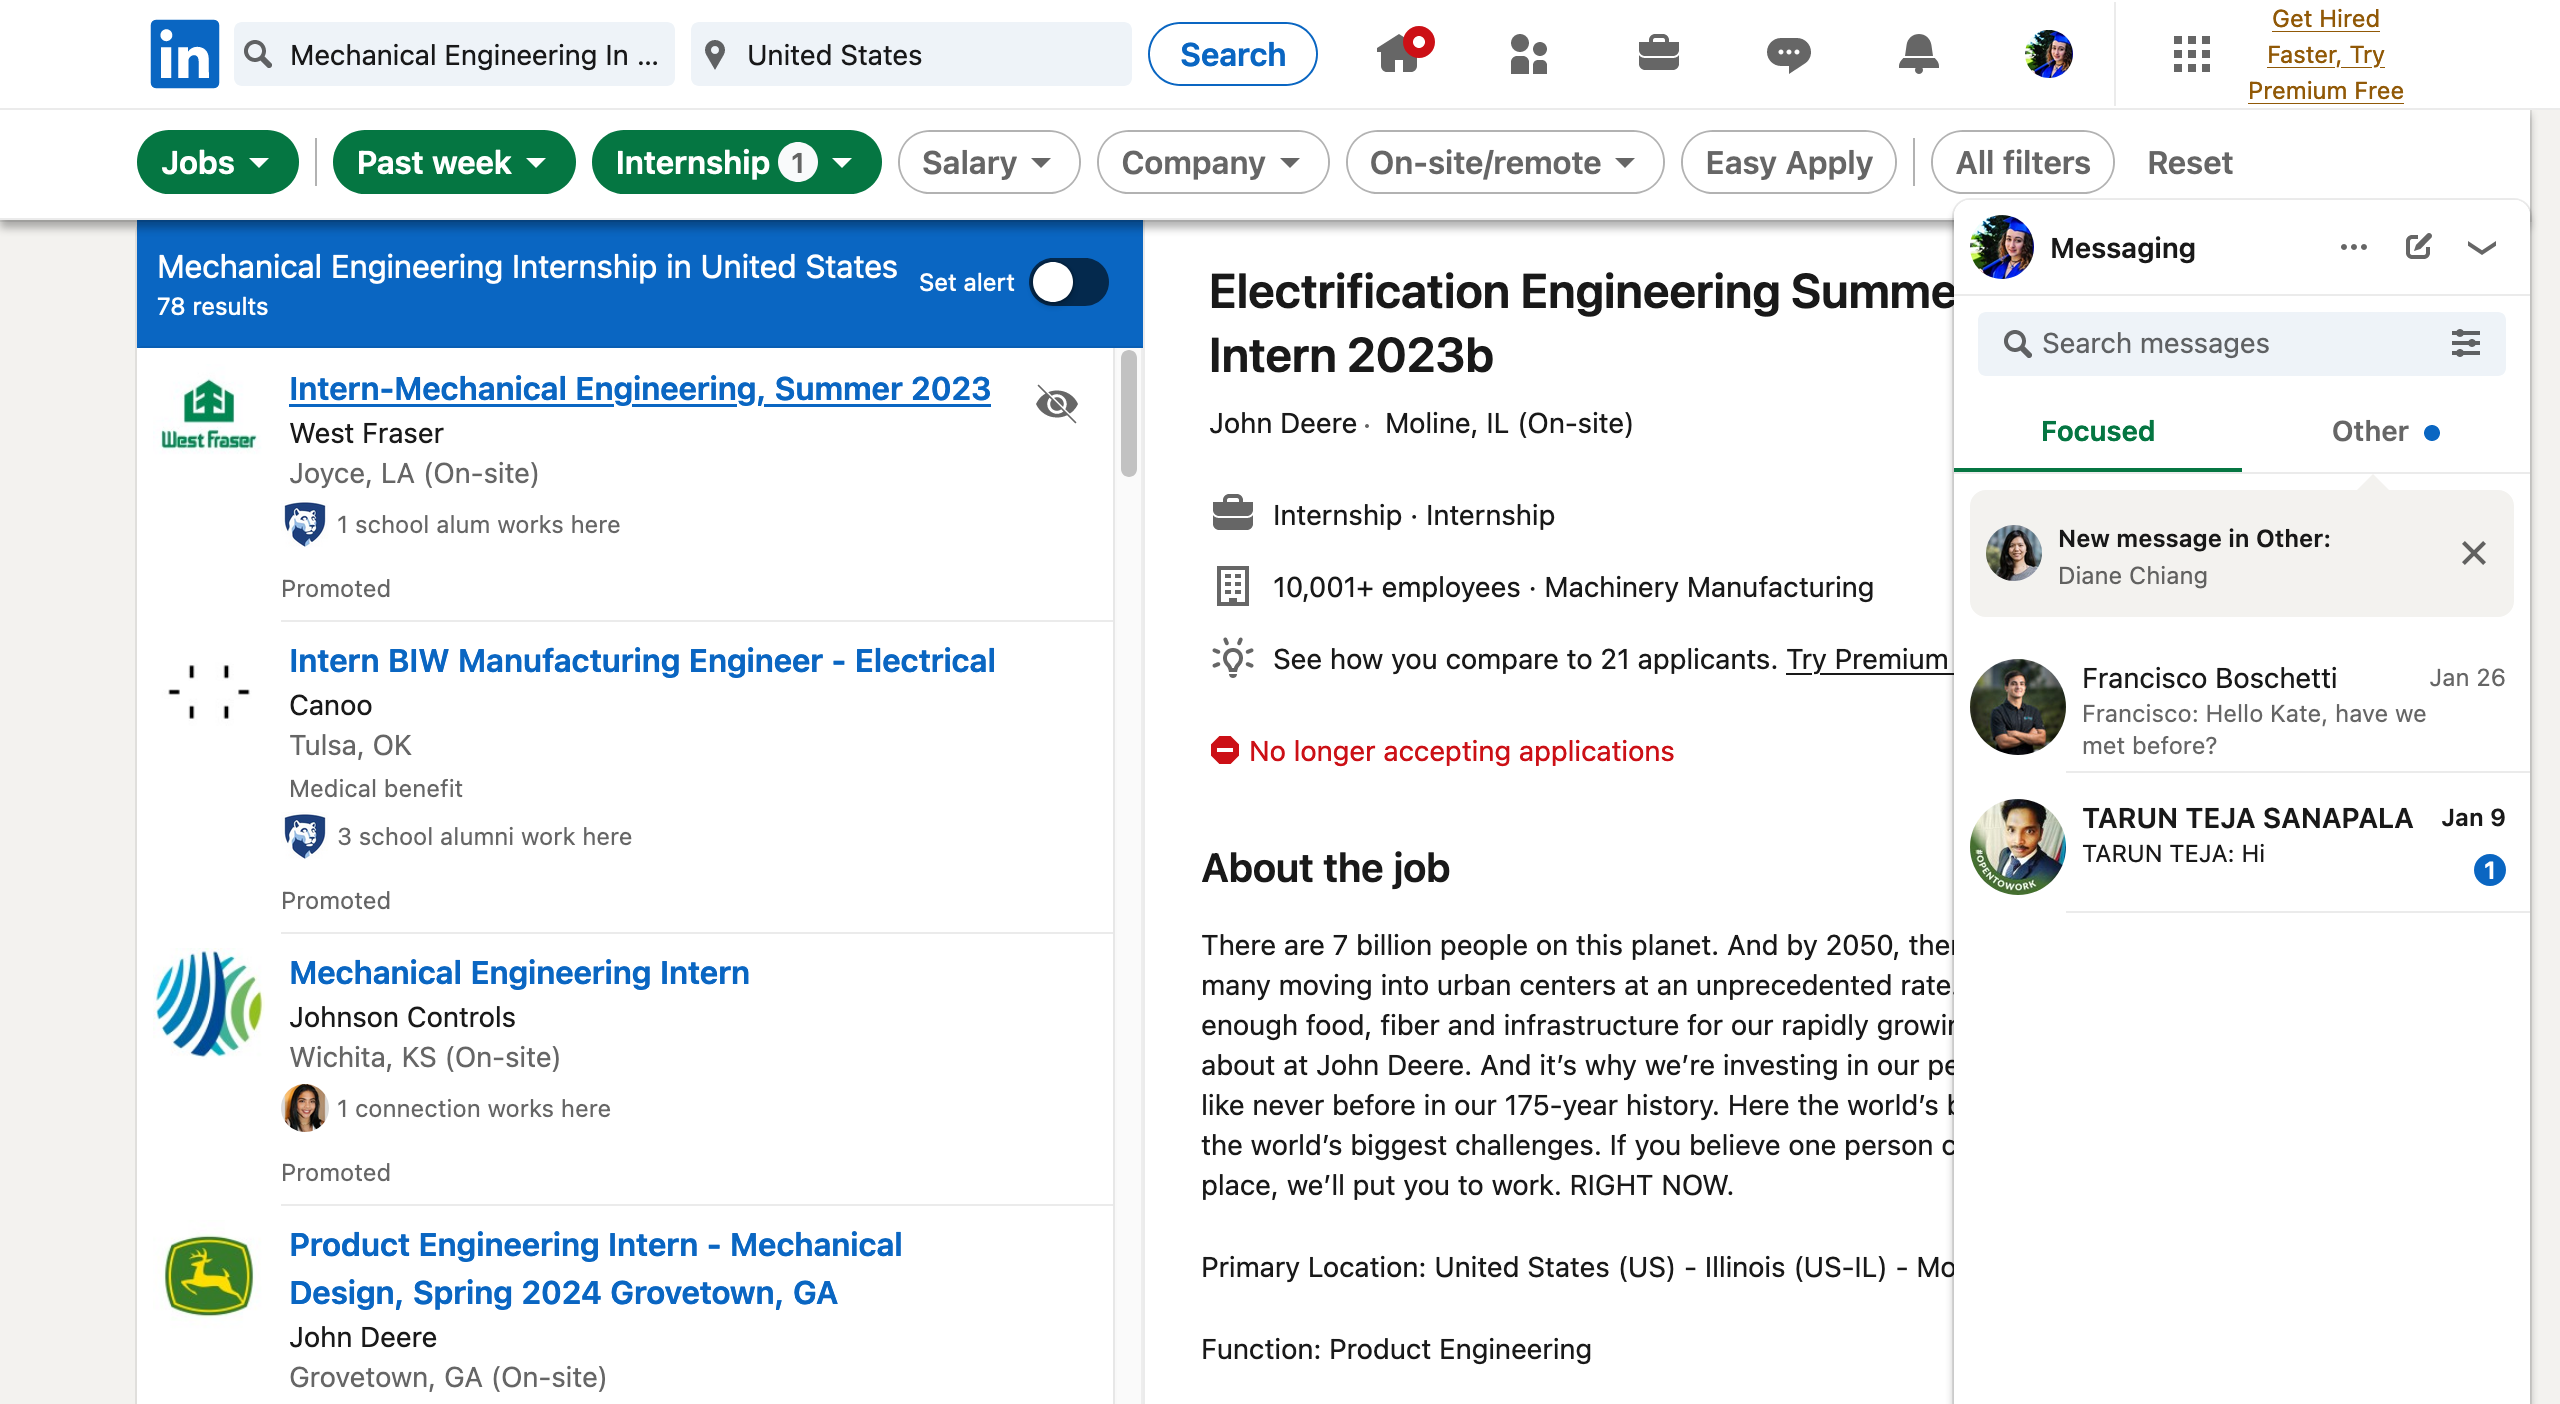 in
Mechanical Engineering In ...
United States
Search
Get Hired
Faster, Try
Premium Free
Jobs
Past week
Internship 1
Salary
Company
On-site/remote
Easy Apply
All filters
Reset
Mechanical Engineering Internship in United States
78 results
Set alert
West Fraser
Intern-Mechanical Engineering, Summer 2023
West Fraser
Joyce, LA (On-site)
1 school alum works here
Promoted
Intern BIW Manufacturing Engineer - Electrical
Canoo
Tulsa, OK
Medical benefit
3 school alumni work here
Promoted
Mechanical Engineering Intern
Johnson Controls
Wichita, KS (On-site)
1 connection works here
Promoted
Product Engineering Intern - Mechanical
Design, Spring 2024 Grovetown, GA
John Deere
Grovetown, GA (On-site)
Electrification Engineering Summe
Intern 2023b
John Deere · Moline, IL (On-site)
Internship · Internship
10,001+ employees · Machinery Manufacturing
See how you compare to 21 applicants. Try Premium
No longer accepting applications
About the job
There are 7 billion people on this planet. And by 2050, ther
many moving into urban centers at an unprecedented rate.
enough food, fiber and infrastructure for our rapidly growin
about at John Deere. And it's why we're investing in our pe
like never before in our 175-year history. Here the world's b
the world's biggest challenges. If you believe one person c
place, we'll put you to work. RIGHT NOW.
Primary Location: United States (US) - Illinois (US-IL) - Mo
Function: Product Engineering
Messaging
Search messages
Focused
Other
New message in Other:
Diane Chiang
Francisco Boschetti
Jan 26
Francisco: Hello Kate, have we
met before?
TARUN TEJA SANAPALA
Jan 9
TARUN TEJA: Hi
1
#OPENTOWORK